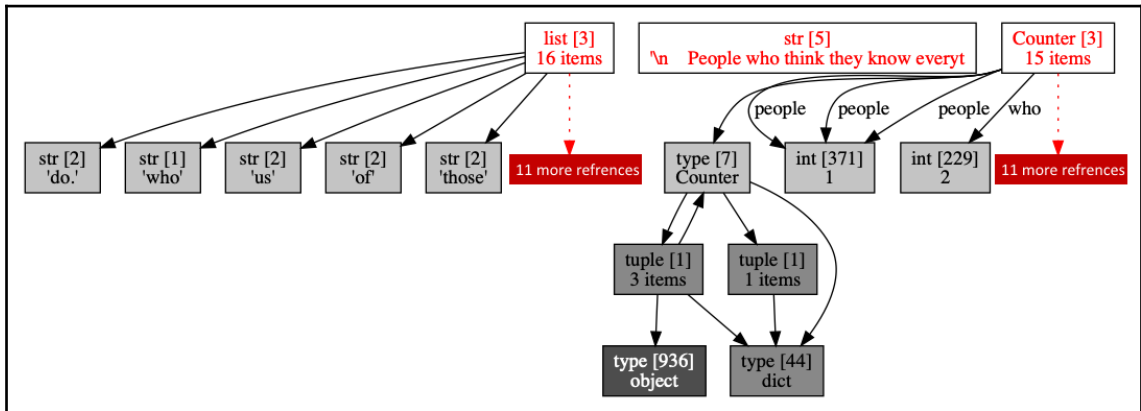 list [3]
16 items
str [5]
'\n    People who think they know everyt
Counter [3]
15 items
people
people
people
who
str [2]
'do.'
str [1]
'who'
str [2]
'us'
str [2]
'of'
str [2]
'those'
11 more refrences
type [7]
Counter
int [371]
1
int [229]
2
11 more refrences
tuple [1]
3 items
tuple [1]
1 items
type [936]
object
type [44]
dict